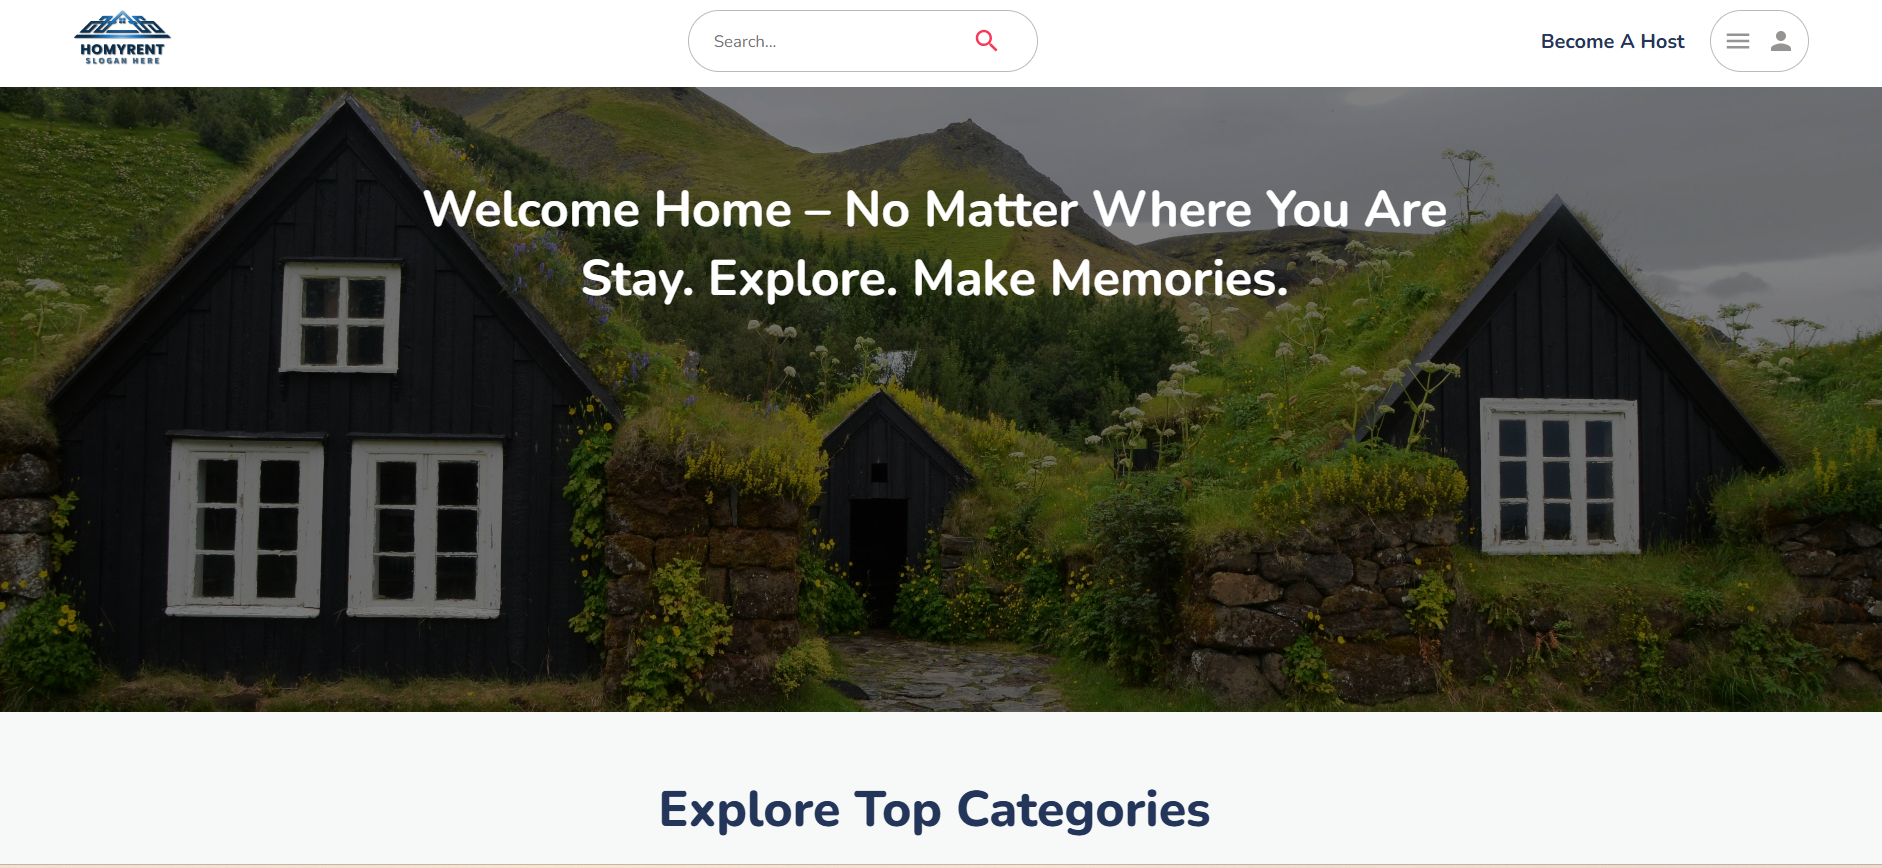 HOMYRENT
SLOGAN HERE
Search...
Become A Host
Welcome Home – No Matter Where You Are
Stay. Explore. Make Memories.
Explore Top Categories